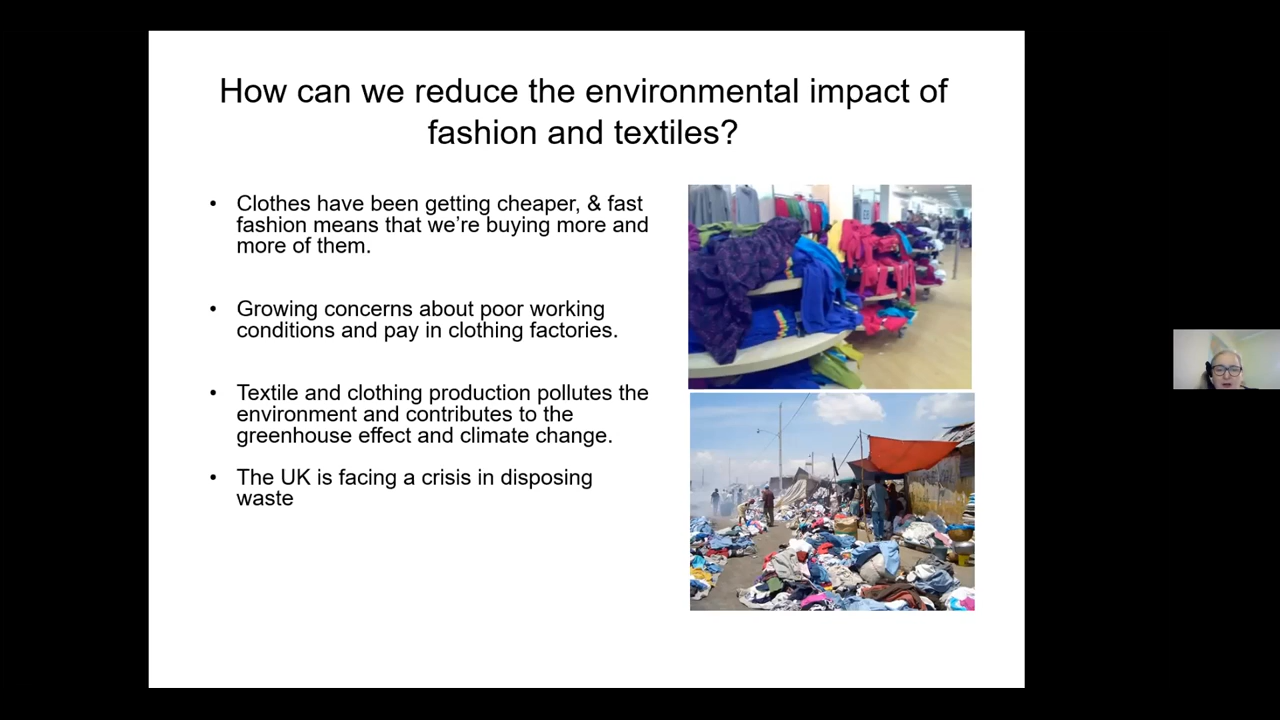 How can we reduce the environmental impact of
fashion and textiles?
• Clothes have been getting cheaper, & fast
fashion means that we’re buying more and
more of them.
• Growing concerns about poor working
conditions and pay in clothing factories.
• Textile and clothing production pollutes the
environment and contributes to the
greenhouse effect and climate change.
• The UK is facing a crisis in disposing
waste